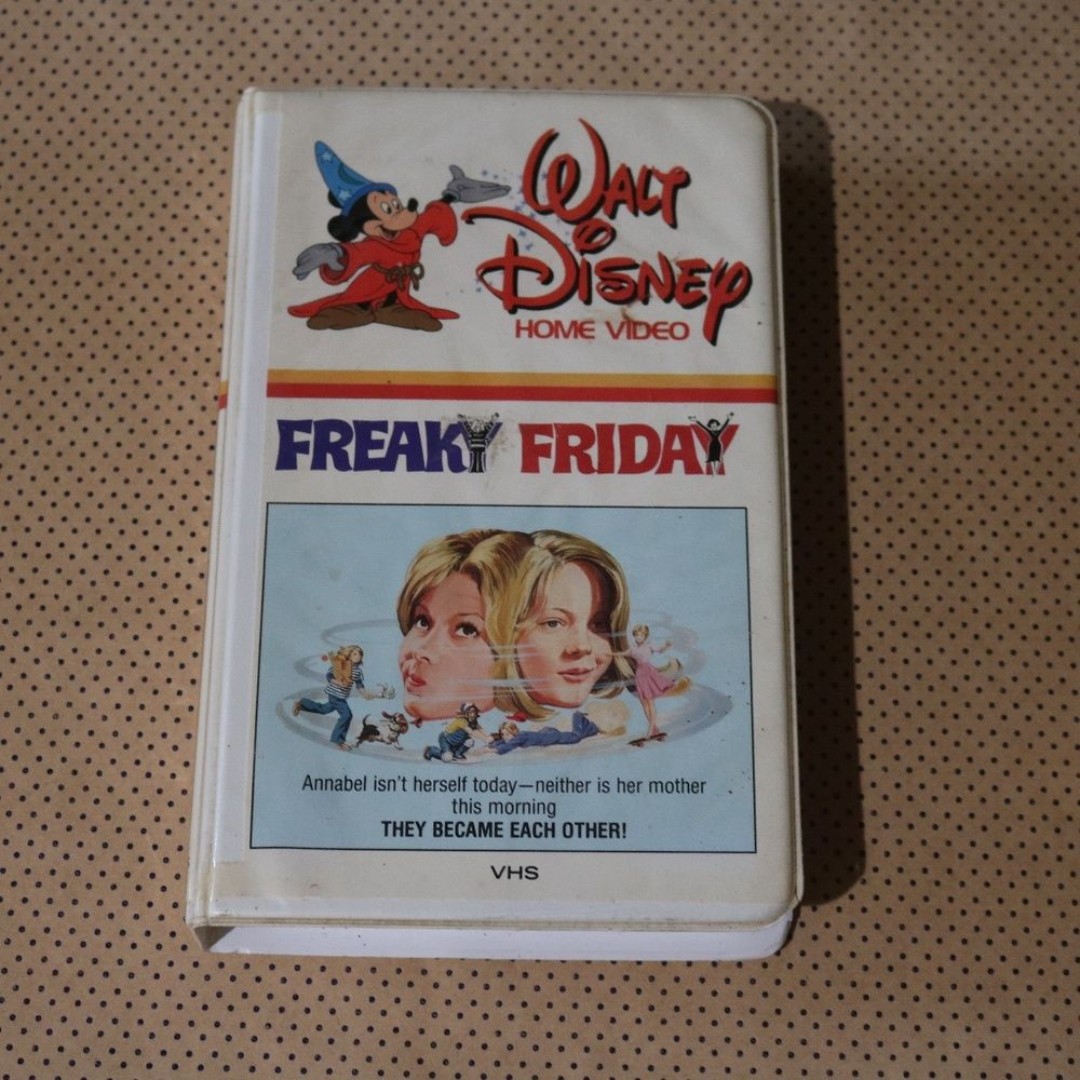 WALT
DISNEY
HOME VIDEO
FREAKY FRIDAY
Annabel isn't herself today—neither is her mother
this morning
THEY BECAME EACH OTHER!
VHS